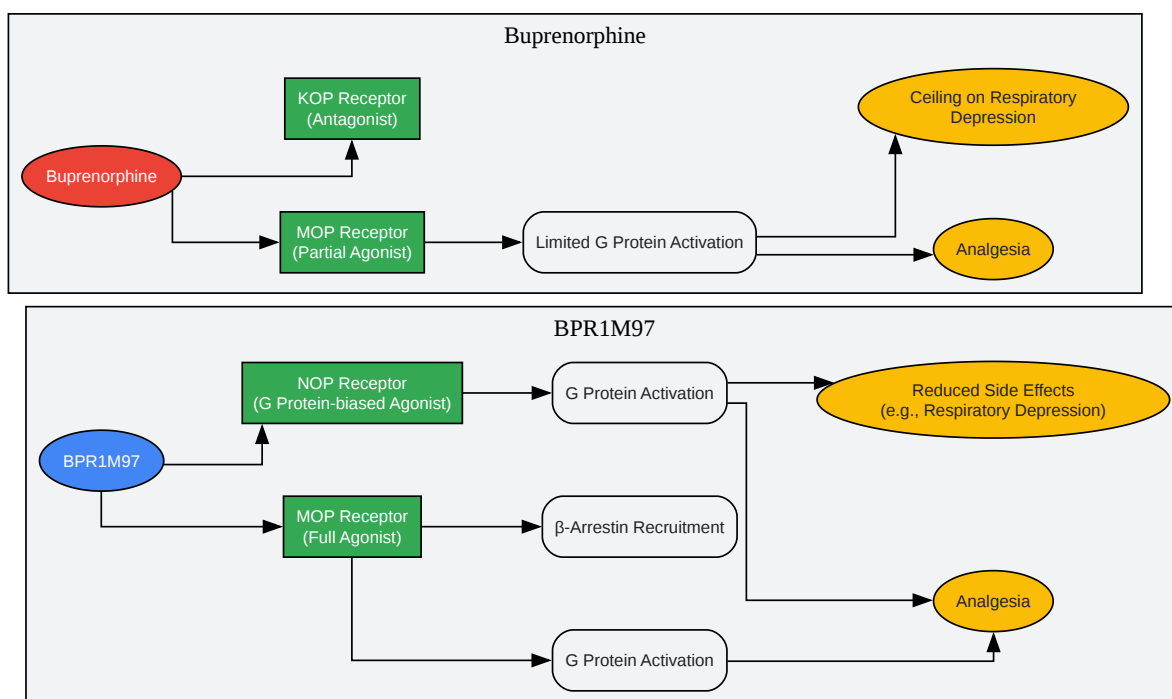 Buprenorphine
KOP Receptor
(Antagonist)
Ceiling on Respiratory
Depression
Buprenorphine
MOP Receptor
(Partial Agonist)
Limited G Protein Activation
Analgesia
BPR1M97
NOP Receptor
(G Protein-biased Agonist)
G Protein Activation
Reduced Side Effects
(e.g., Respiratory Depression)
BPR1M97
MOP Receptor
(Full Agonist)
β-Arrestin Recruitment
Analgesia
G Protein Activation